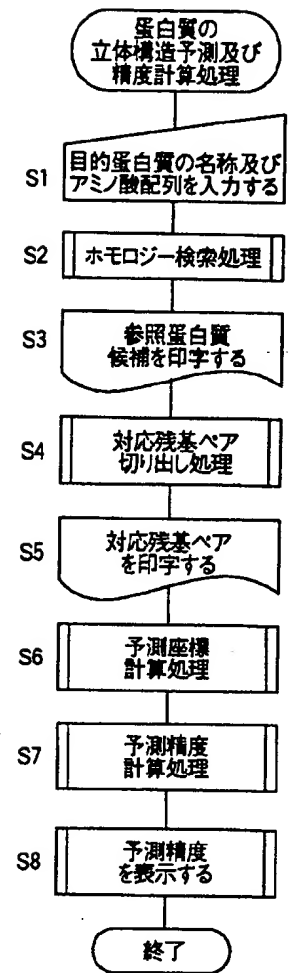 蛋白質の
立体構造予測及び
精度計算処理
S1
目的蛋白質の名称及び
アミノ酸配列を入力する
S2
ホモロジー検索処理
S3
参照蛋白質
候補を印字する
S4
対応残基ペア
切り出し処理
S5
対応残基ペア
を印字する
S6
予測座標
計算処理
S7
予測精度
計算処理
S8
予測精度
を表示する
終了